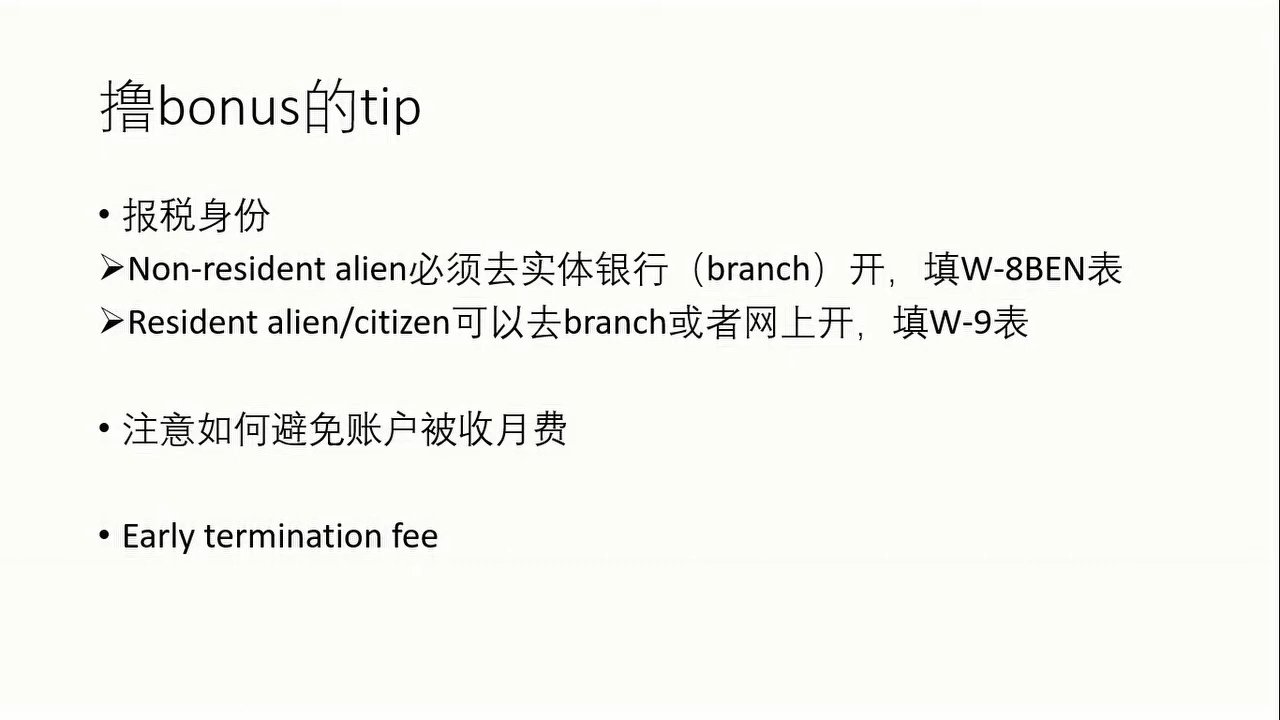 撸bonus的tip
• 报税身份
➢Non-resident alien必须去实体银行（branch）开，填W-8BEN表
➢Resident alien/citizen可以去branch或者网上开，填W-9表
• 注意如何避免账户被收月费
• Early termination fee